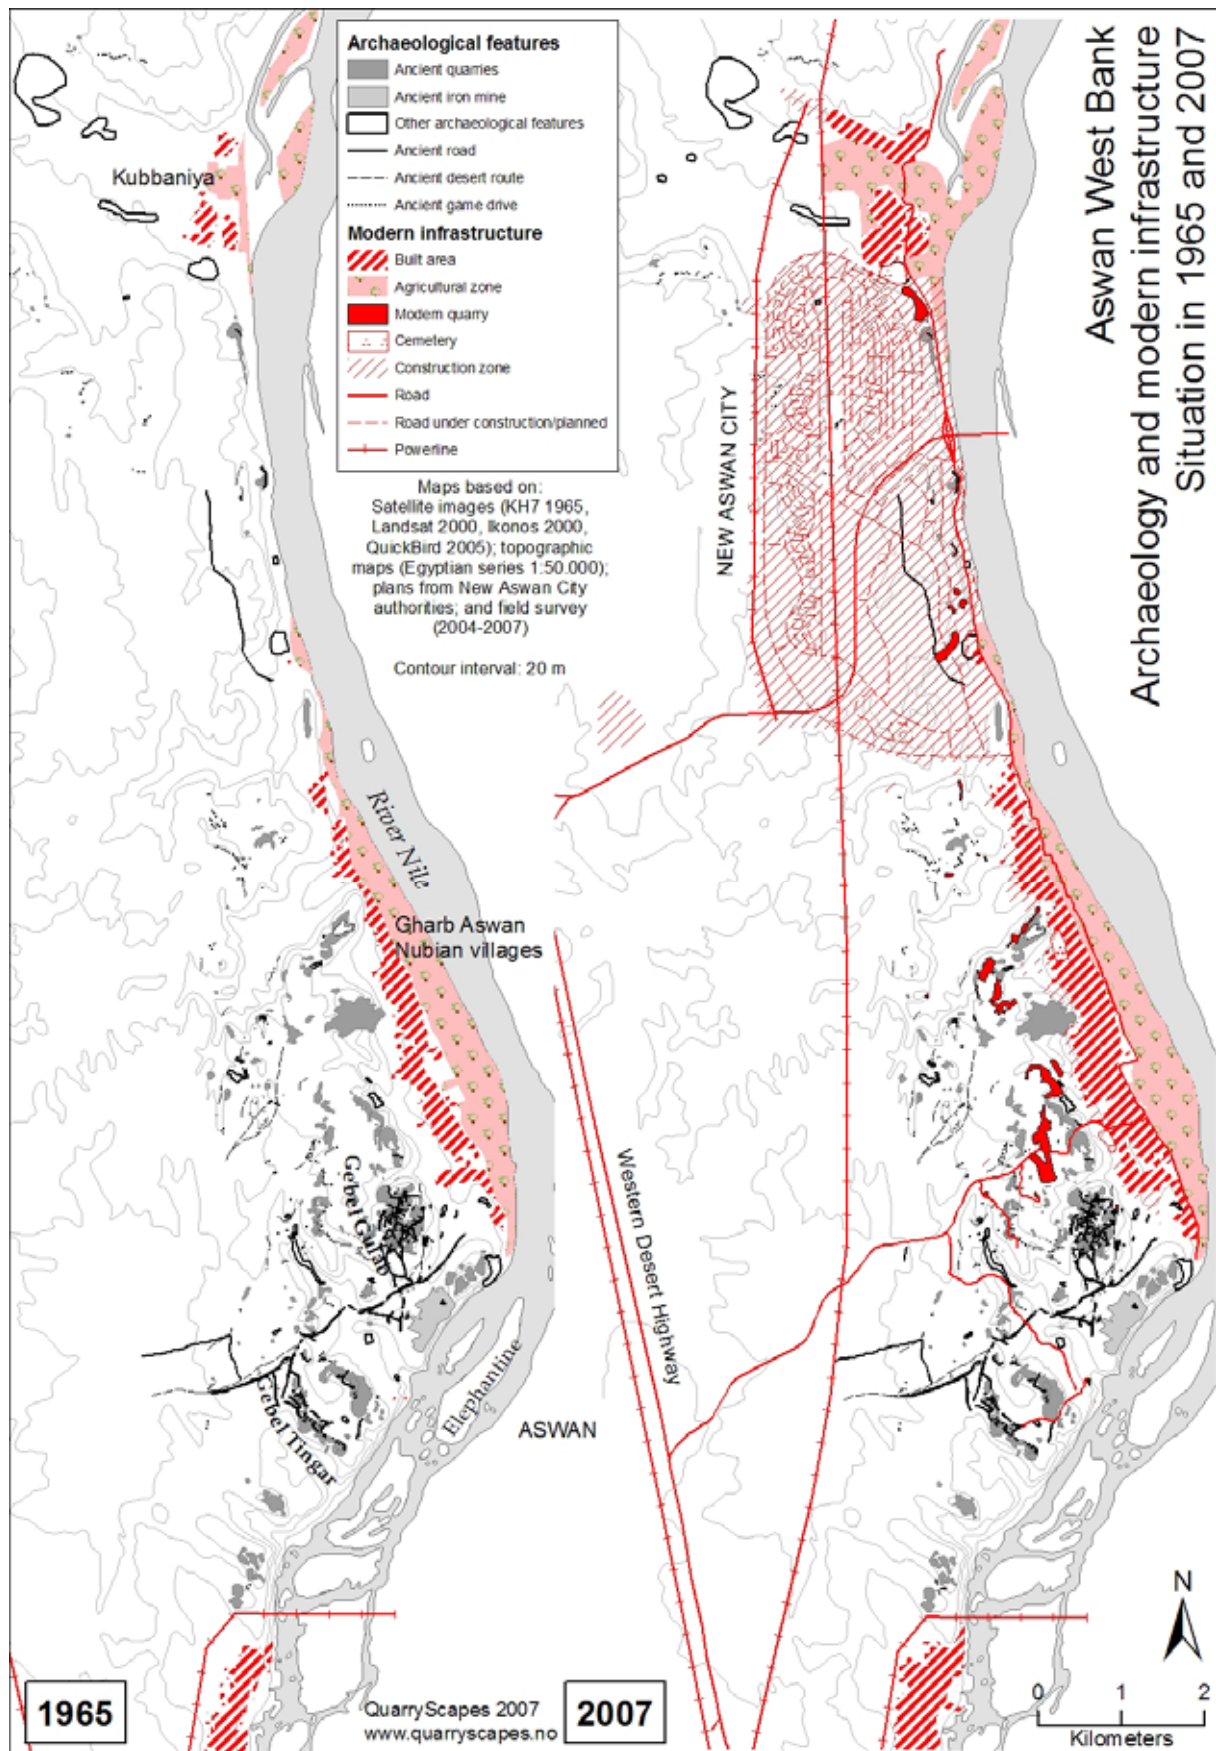 Archaeological features
Ancient quarries
Ancient iron mine
Other archaeological features
Ancient road
Ancient desert route
Ancient game drive
Modern infrastructure
Built area
Agricultural zone
Modern quarry
Cemetery
Construction zone
Road
Road under construction/planned
Powerline
Maps based on:
Satellite images (KH7 1965,
Landsat 2000, Ikonos 2000,
QuickBird 2005); topographic
maps (Egyptian series 1:50.000);
plans from New Aswan City
authorities; and field survey
(2004-2007)
Contour interval: 20 m
Aswan West Bank
Archaeology and modern infrastructure
Situation in 1965 and 2007
Kubbaniya
NEW ASWAN CITY
River Nile
Gharb Aswan
Nubian villages
Gebel Gulab
Western Desert Highway
Elephantine
Gebel Tingar
ASWAN
N
0 1 2
Kilometers
1965
QuarryScapes 2007
www.quarryscapes.no
2007